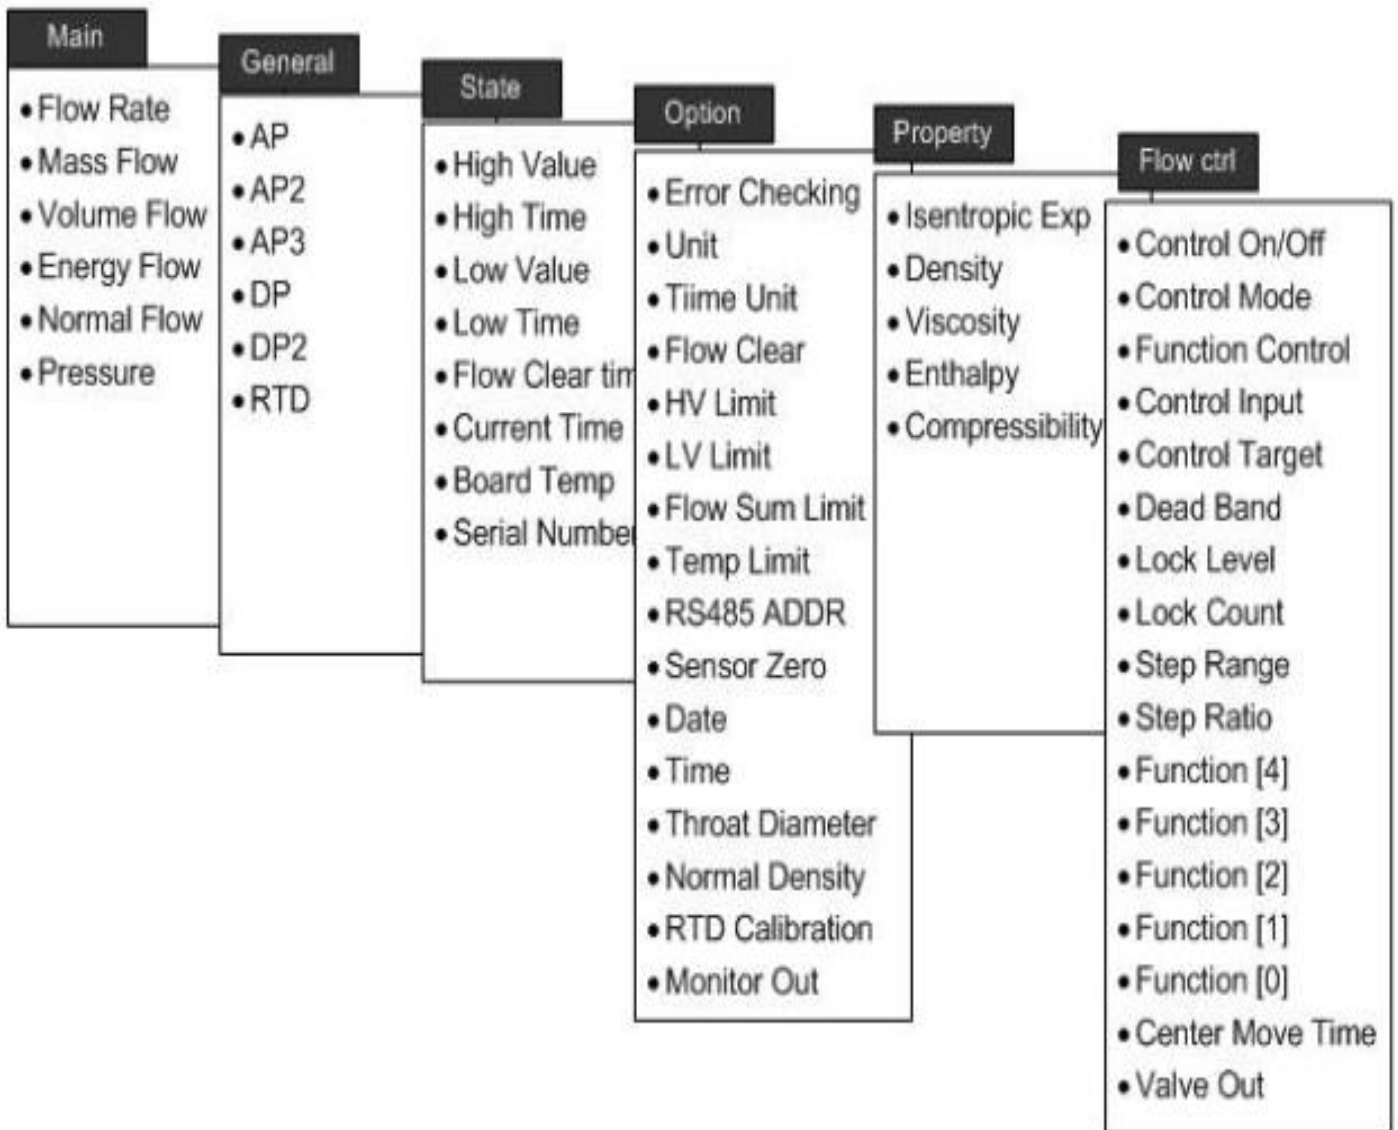 Main
• Flow Rate
• Mass Flow
• Volume Flow
• Energy Flow
• Normal Flow
• Pressure
General
• AP
• AP2
• AP3
• DP
• DP2
• RTD
State
• High Value
• High Time
• Low Value
• Low Time
• Flow Clear tim
• Current Time
• Board Temp
• Serial Number
Option
• Error Checking
• Unit
• Tiime Unit
• Flow Clear
• HV Limit
• LV Limit
• Flow Sum Limit
• Temp Limit
• RS485 ADDR
• Sensor Zero
• Date
• Time
• Throat Diameter
• Normal Density
• RTD Calibration
• Monitor Out
Property
• Isentropic Exp
• Density
• Viscosity
• Enthalpy
• Compressibility
Flow ctrl
• Control On/Off
• Control Mode
• Function Control
• Control Input
• Control Target
• Dead Band
• Lock Level
• Lock Count
• Step Range
• Step Ratio
• Function [4]
• Function [3]
• Function [2]
• Function [1]
• Function [0]
• Center Move Time
• Valve Out